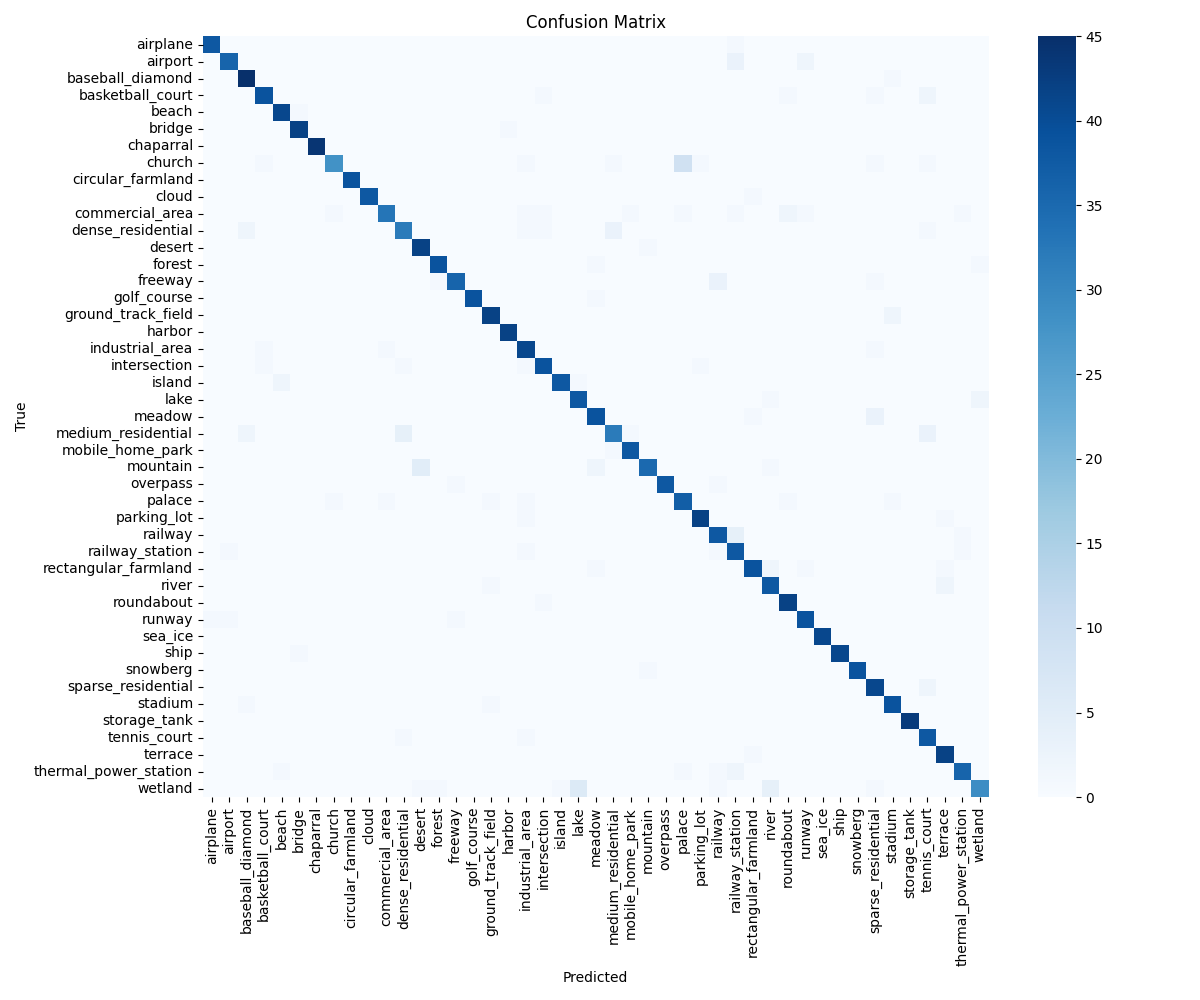 Confusion Matrix
True
airplane
airport
baseball_diamond
basketball_court
beach
bridge
chaparral
church
circular_farmland
cloud
commercial_area
dense_residential
desert
forest
freeway
golf_course
ground_track_field
harbor
industrial_area
intersection
island
lake
meadow
medium_residential
mobile_home_park
mountain
overpass
palace
parking_lot
railway
railway_station
rectangular_farmland
river
roundabout
runway
sea_ice
ship
snowberg
sparse_residential
stadium
storage_tank
tennis_court
terrace
thermal_power_station
wetland
airplane
airport
baseball_diamond
basketball_court
beach
bridge
chaparral
church
circular_farmland
cloud
commercial_area
dense_residential
desert
forest
freeway
golf_course
ground_track_field
harbor
industrial_area
intersection
island
lake
meadow
medium_residential
mobile_home_park
mountain
overpass
palace
parking_lot
railway
railway_station
rectangular_farmland
river
roundabout
runway
sea_ice
ship
snowberg
sparse_residential
stadium
storage_tank
tennis_court
terrace
thermal_power_station
wetland
Predicted
45
40
35
30
25
20
15
10
5
0